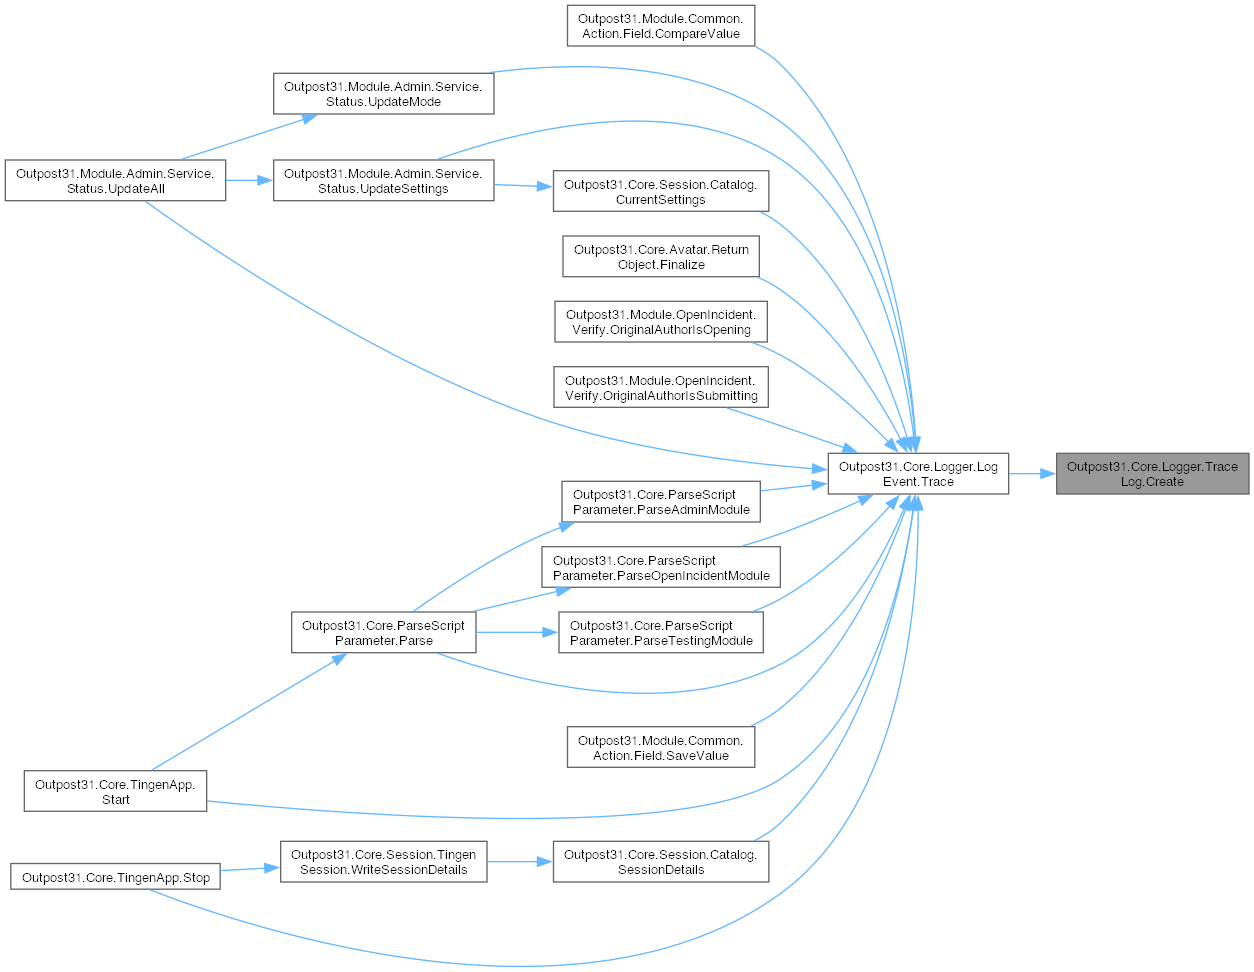 Outpost31.Module.Common.
Action.Field.CompareValue
Outpost31.Module.Admin.Service.
Status.UpdateMode
Outpost31.Module.Admin.Service.
Status.UpdateAll
Outpost31.Module.Admin.Service.
Status.UpdateSettings
Outpost31.Core.Session.Catalog.
CurrentSettings
Outpost31.Core.Avatar.Return
Object.Finalize
Outpost31.Module.OpenIncident.
Verify.OriginalAuthorIsOpening
Outpost31.Module.OpenIncident.
Verify.OriginalAuthorIsSubmitting
Outpost31.Core.Logger.Log
Event.Trace
Outpost31.Core.Logger.Trace
Log.Create
Outpost31.Core.ParseScript
Parameter.ParseAdminModule
Outpost31.Core.ParseScript
Parameter.ParseOpenIncidentModule
Outpost31.Core.ParseScript
Parameter.Parse
Outpost31.Core.ParseScript
Parameter.ParseTestingModule
Outpost31.Module.Common.
Action.Field.SaveValue
Outpost31.Core.TingenApp.
Start
Outpost31.Core.Session.Tingen
Session.WriteSessionDetails
Outpost31.Core.Session.Catalog.
SessionDetails
Outpost31.Core.TingenApp.Stop